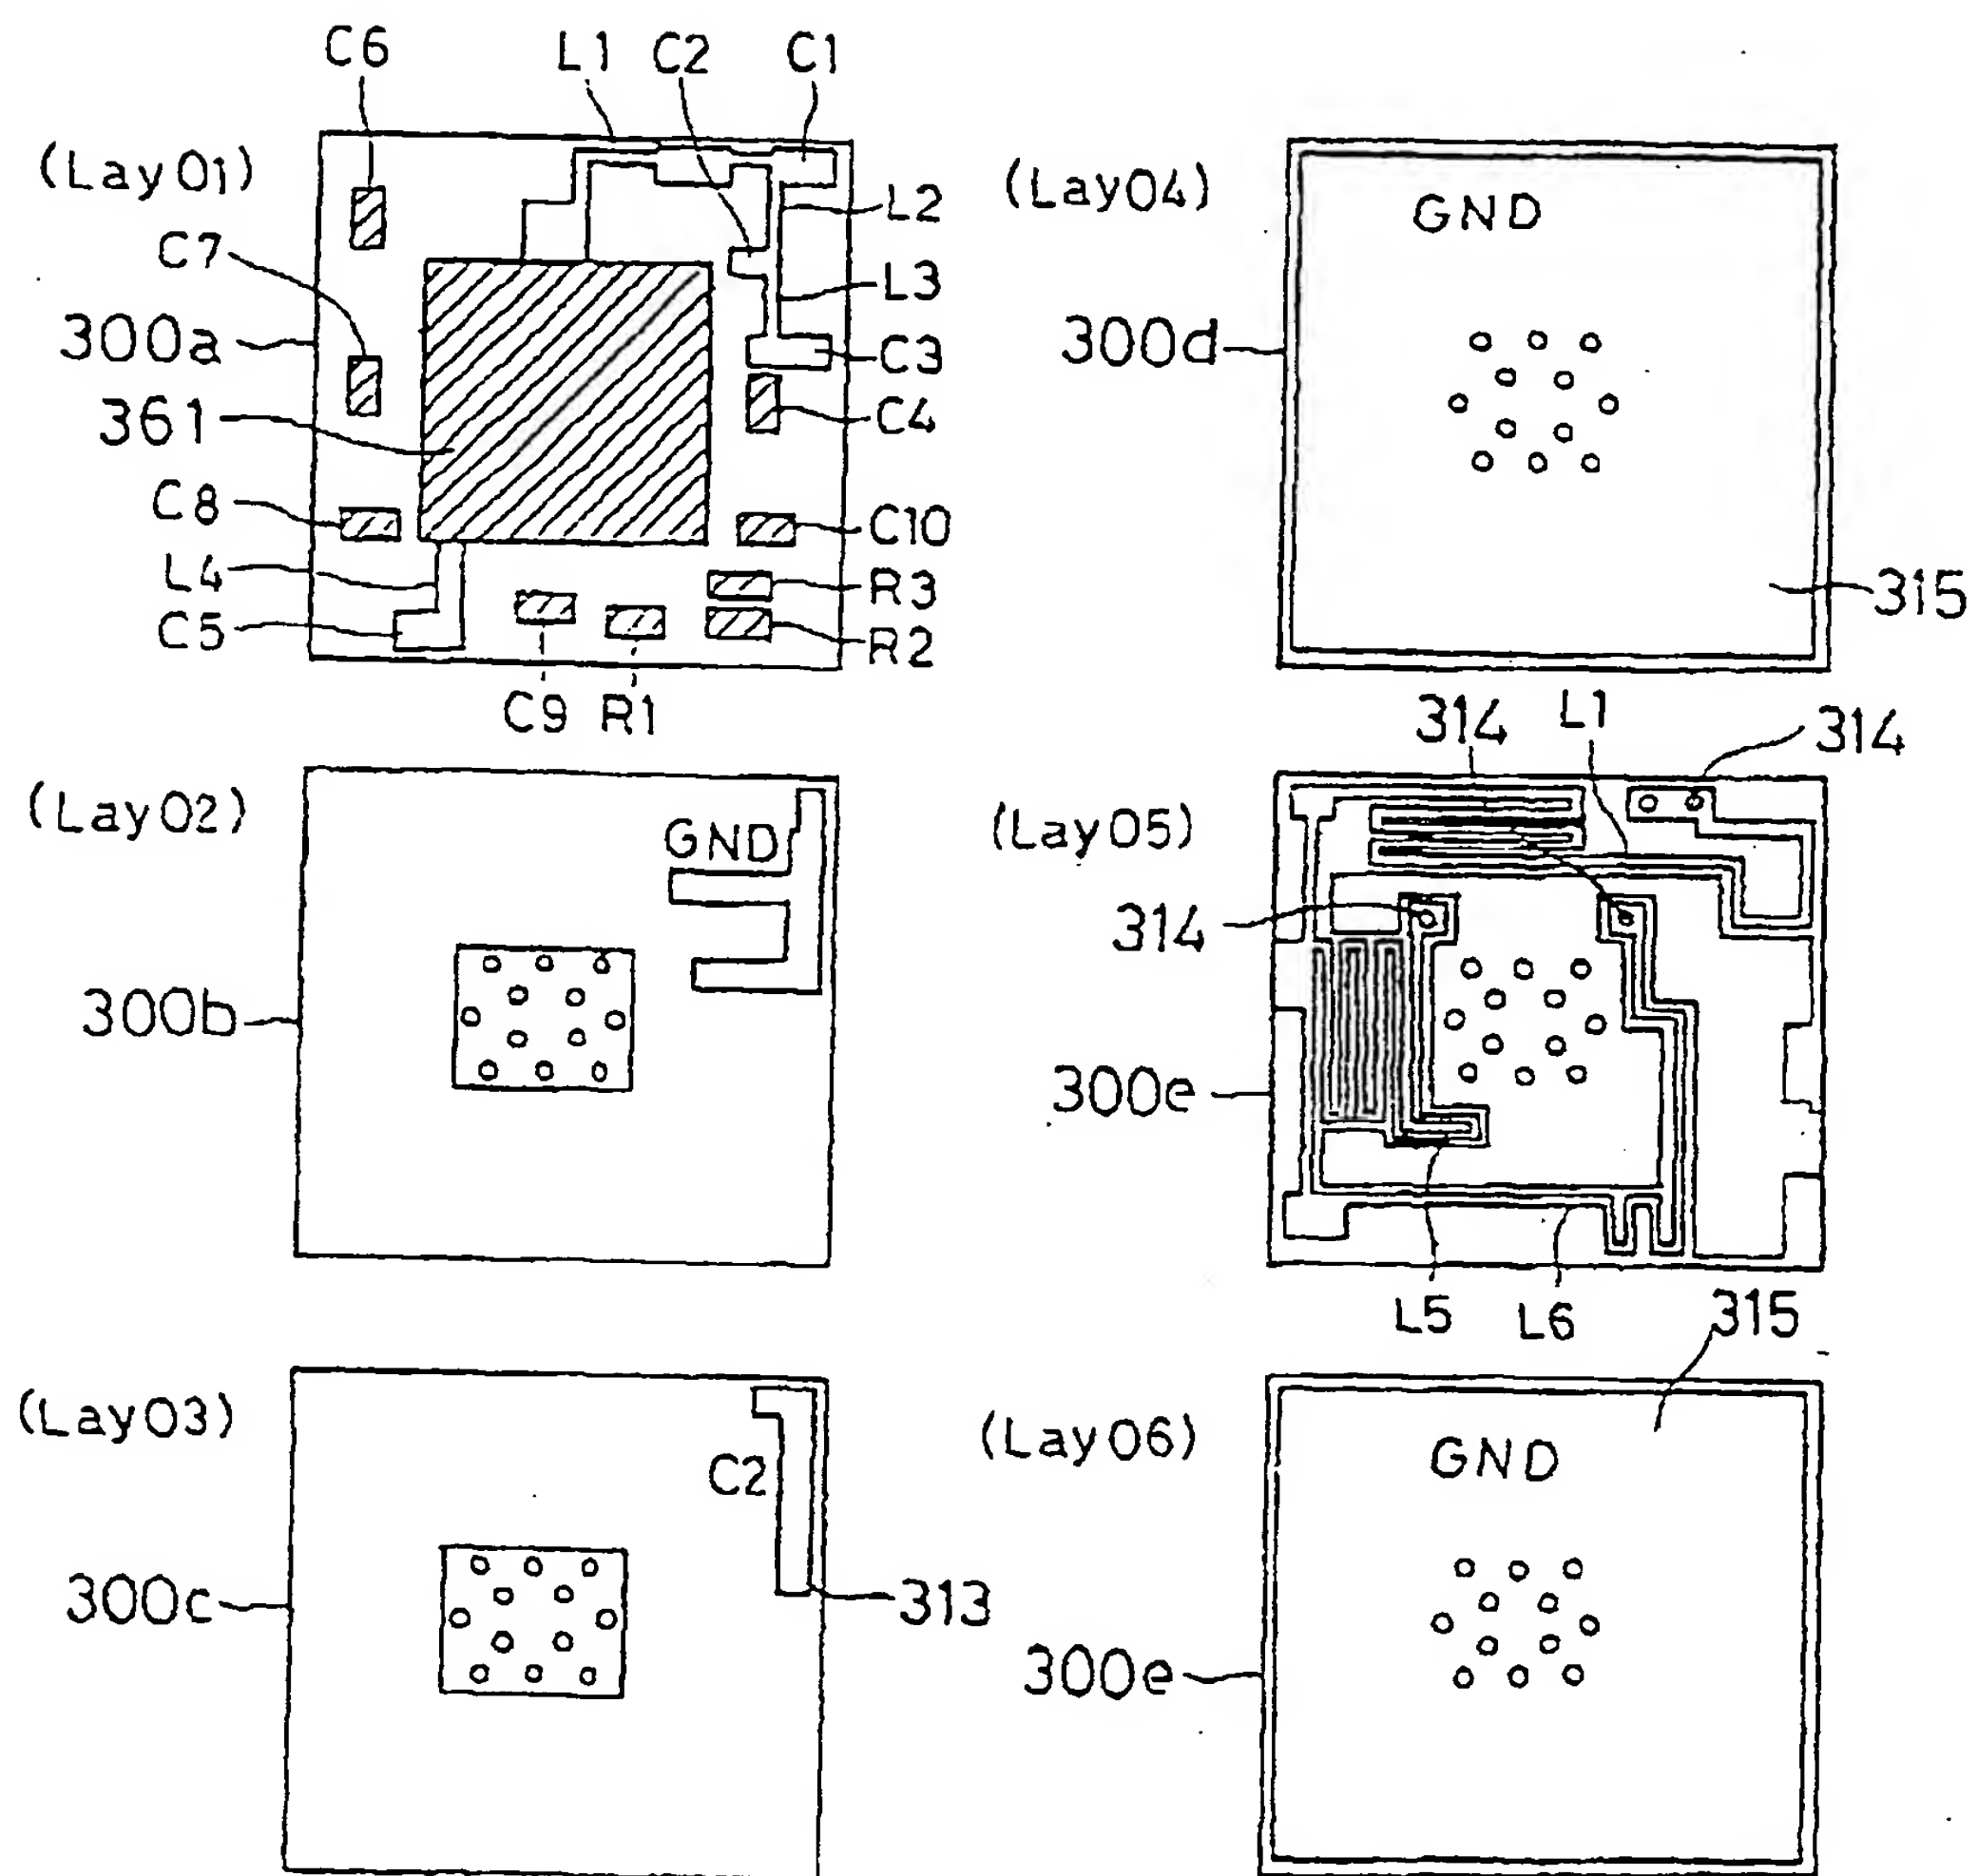 C6 L1 C2 C1
(Lay01)
L2
C7
L3
300a
C3
361
C4
C8
C10
L4
R3
C5
R2
C9 R1
(Lay02)
GND
300b
(Lay03)
C2
300c
313
(Lay04)
GND
300d
315
314 L1 314
(Lay05)
314
300e
L5 L6
315
(Lay06)
GND
300e